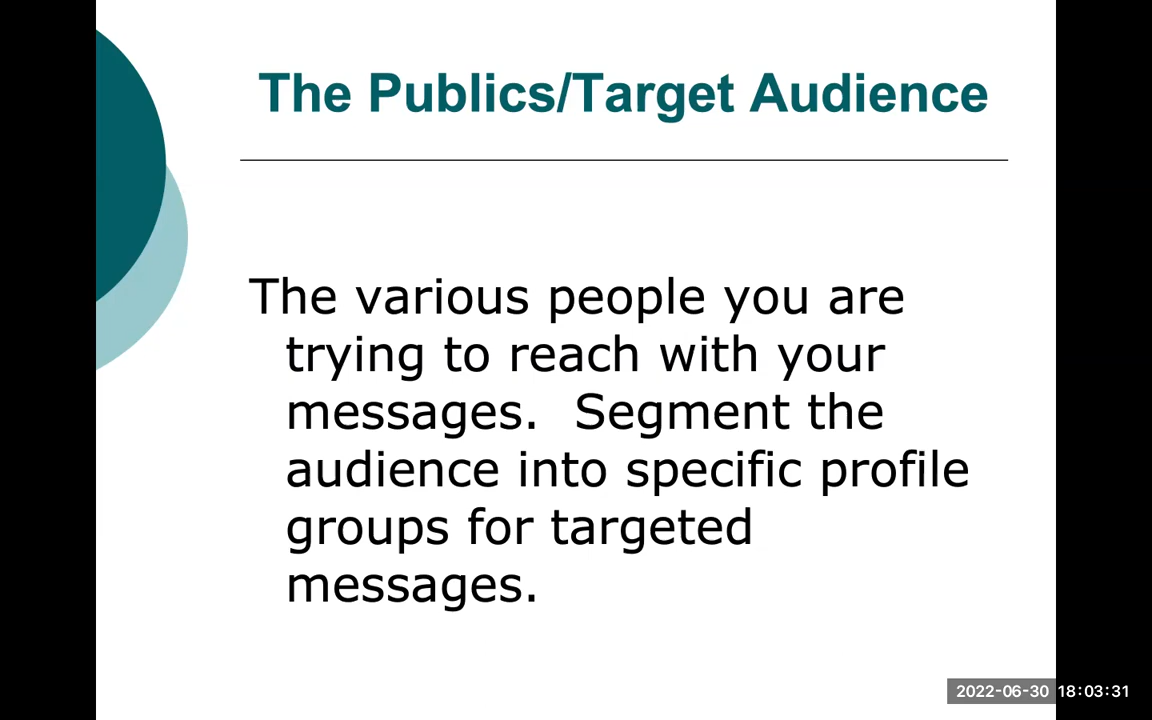 The Publics/Target Audience
The various people you are
trying to reach with your
messages.  Segment the
audience into specific profile
groups for targeted
messages.
2022-06-30 18:03:31